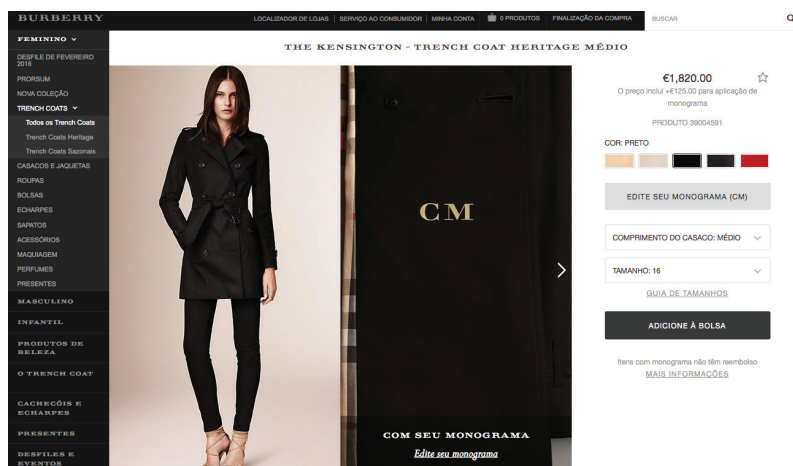 BURBERRY
LOCALIZADOR DE LOJAS | SERVIÇO AO CONSUMIDOR | MINHA CONTA 0 PRODUTOS FINALIZAÇÃO DA COMPRA BUSCAR
FEMININO
DESFILE DE FEVEREIRO
2016
PRORSUM
NOVA COLEÇÃO
TRENCH COATS
Todos os Trench Coats
Trench Coats Heritage
Trench Coats Sazonais
CASACOS E JAQUETAS
ROUPAS
BOLSAS
ECHARPES
SAPATOS
ACESSÓRIOS
MAQUIAGEM
PERFUMES
PRESENTES
MASCULINO
INFANTIL
PRODUTOS DE
BELEZA
O TRENCH COAT
CACHECÓIS E
ECHARPES
PRESENTES
DESFILES E
EVENTOS
THE KENSINGTON - TRENCH COAT HERITAGE MÉDIO
CM
COM SEU MONOGRAMA
Edite seu monograma
€1,820.00
O preço inclui +€125.00 para aplicação de
monograma
PRODUTO 39004591
COR: PRETO
EDITE SEU MONOGRAMA (CM)
COMPRIMENTO DO CASACO: MÉDIO
TAMANHO: 16
GUIA DE TAMANHOS
ADICIONE À BOLSA
Itens com monograma não têm reembolso
MAIS INFORMAÇÕES